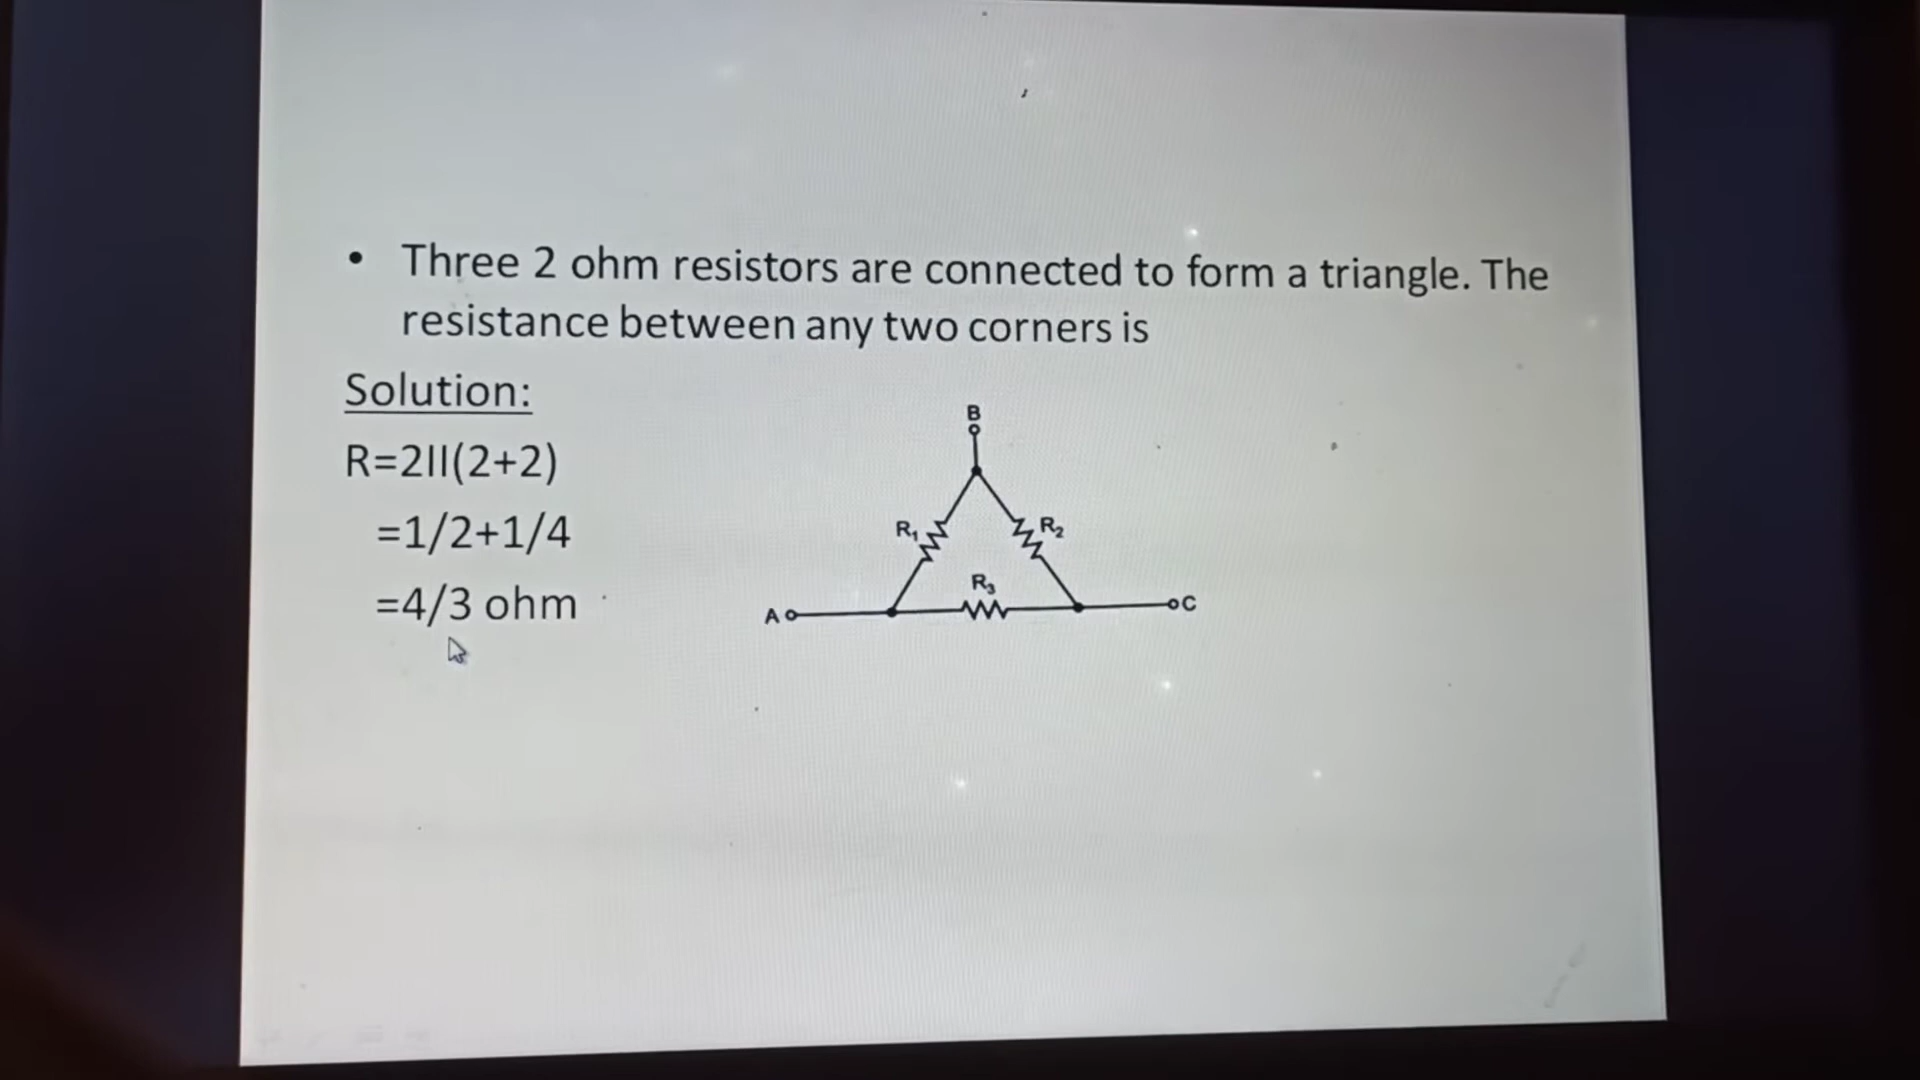 • Three 2 ohm resistors are connected to form a triangle. The
resistance between any two corners is
Solution:
R=2II(2+2)
=1/2+1/4
=4/3 ohm
B
R₁
R₂
R₃
A
C